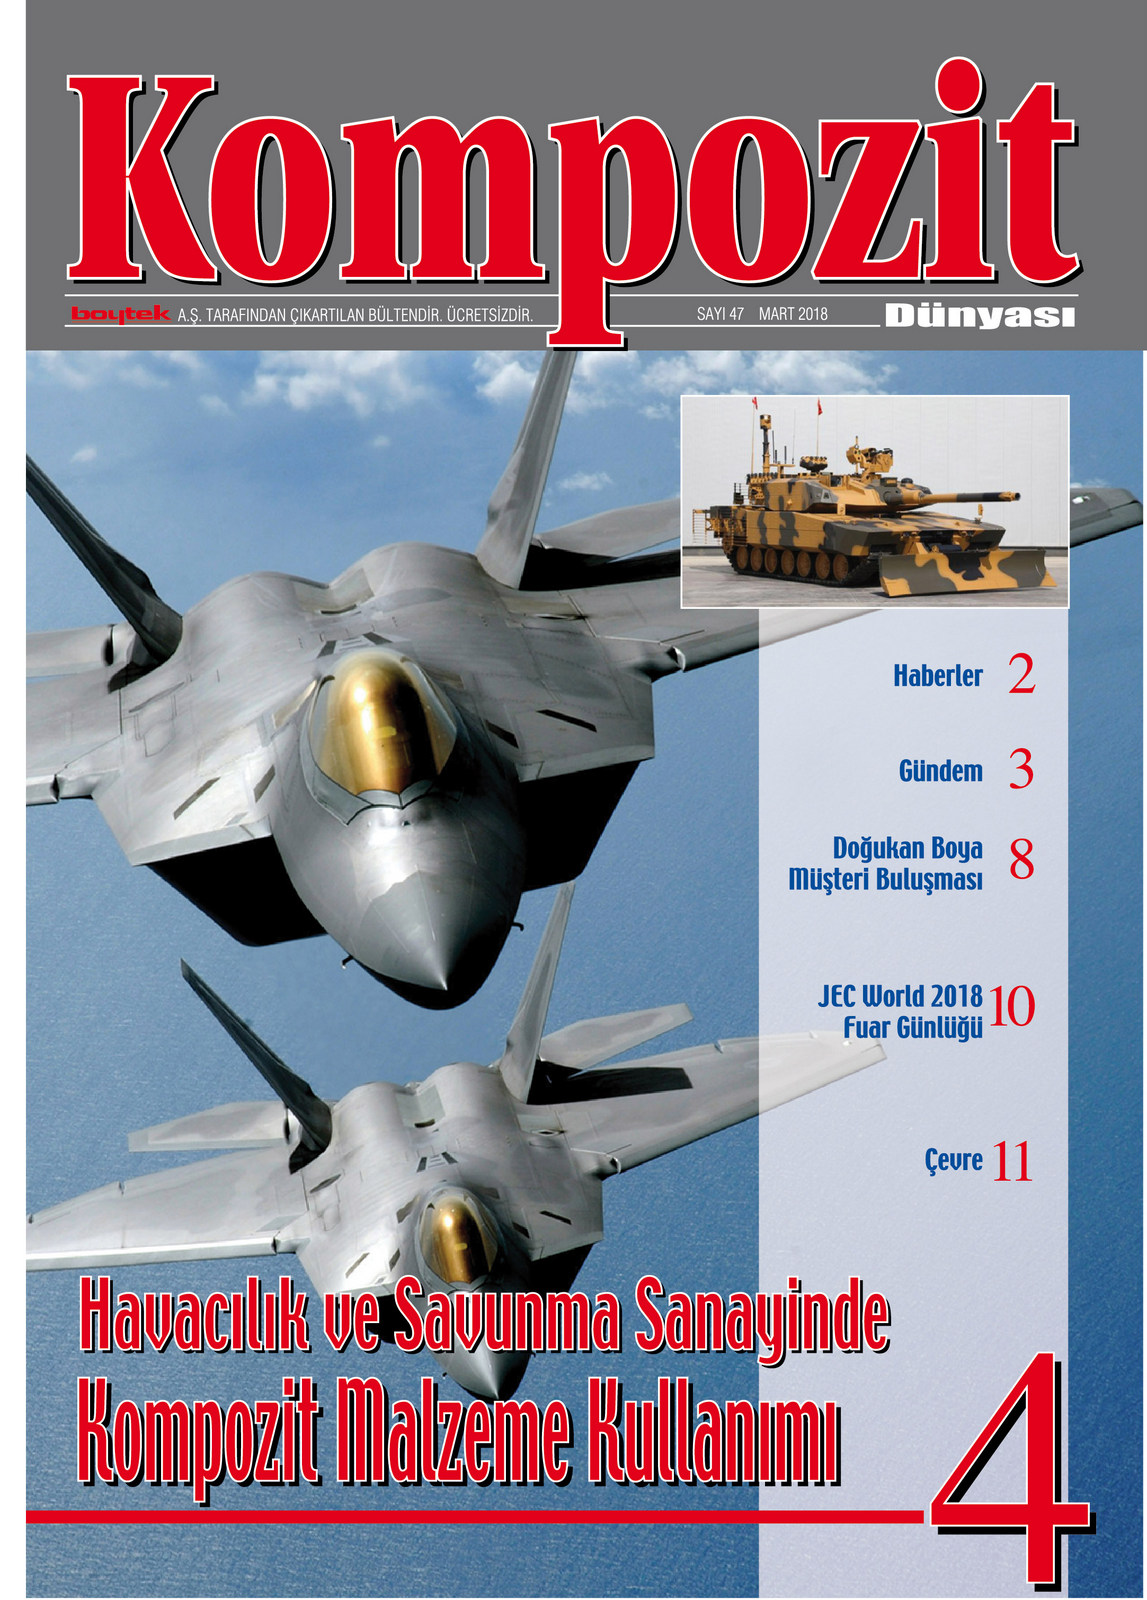 Kompozit
boytek A.Ş. TARAFINDAN ÇIKARTILAN BÜLTENDİR. ÜCRETSİZDİR.
SAYI 47 MART 2018
Dünyası
Haberler 2
Gündem 3
Doğukan Boya
Müşteri Buluşması 8
JEC World 2018
Fuar Günlüğü 10
Çevre 11
Havacılık ve Savunma Sanayinde
Kompozit Malzeme Kullanımı 4